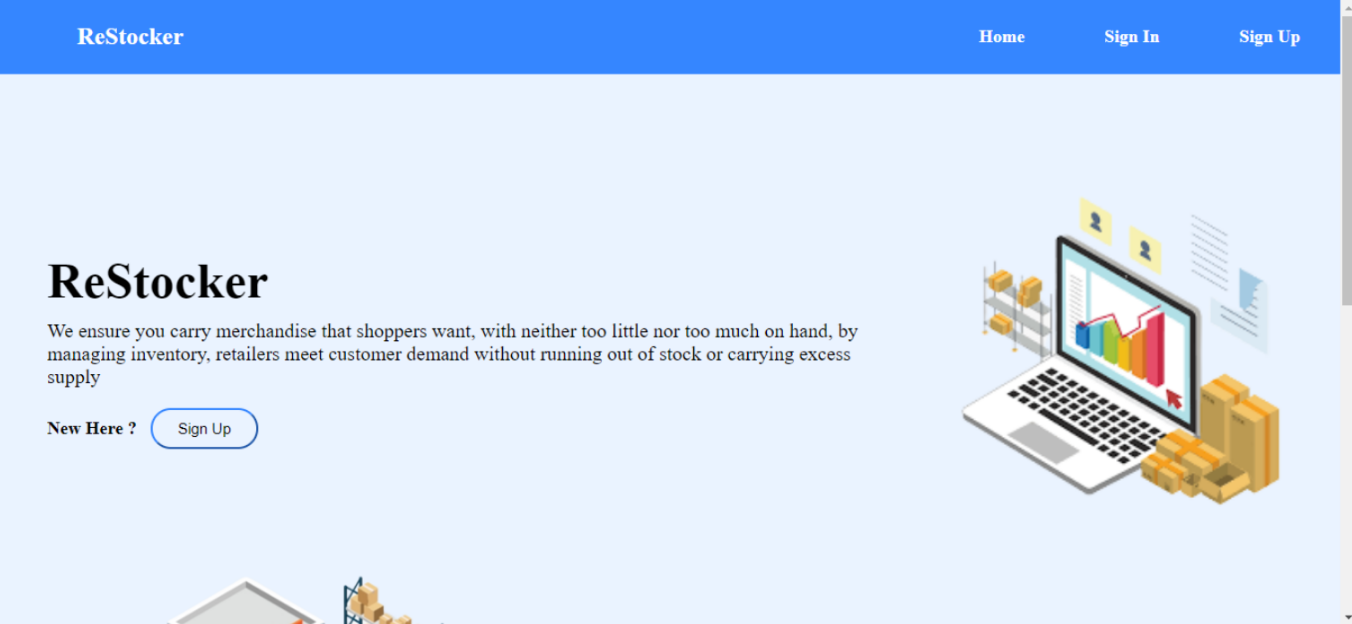 ReStocker
Home
Sign In
Sign Up
ReStocker
We ensure you carry merchandise that shoppers want, with neither too little nor too much on hand, by
managing inventory, retailers meet customer demand without running out of stock or carrying excess
supply
New Here ?
Sign Up